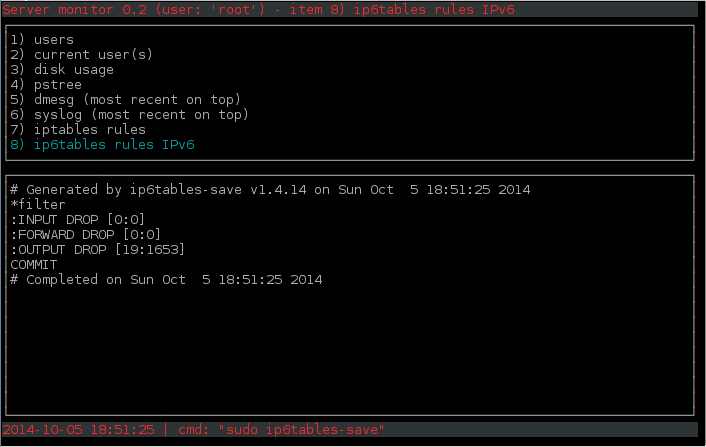 Server monitor 0.2 (user: 'root') - item 8) ip6tables rules IPv6
1) users
2) current user(s)
3) disk usage
4) pstree
5) dmesg (most recent on top)
6) syslog (most recent on top)
7) iptables rules
8) ip6tables rules IPv6
# Generated by ip6tables-save v1.4.14 on Sun Oct  5 18:51:25 2014
*filter
:INPUT DROP [0:0]
:FORWARD DROP [0:0]
:OUTPUT DROP [19:1653]
COMMIT
# Completed on Sun Oct  5 18:51:25 2014
2014-10-05 18:51:25 | cmd: "sudo ip6tables-save"